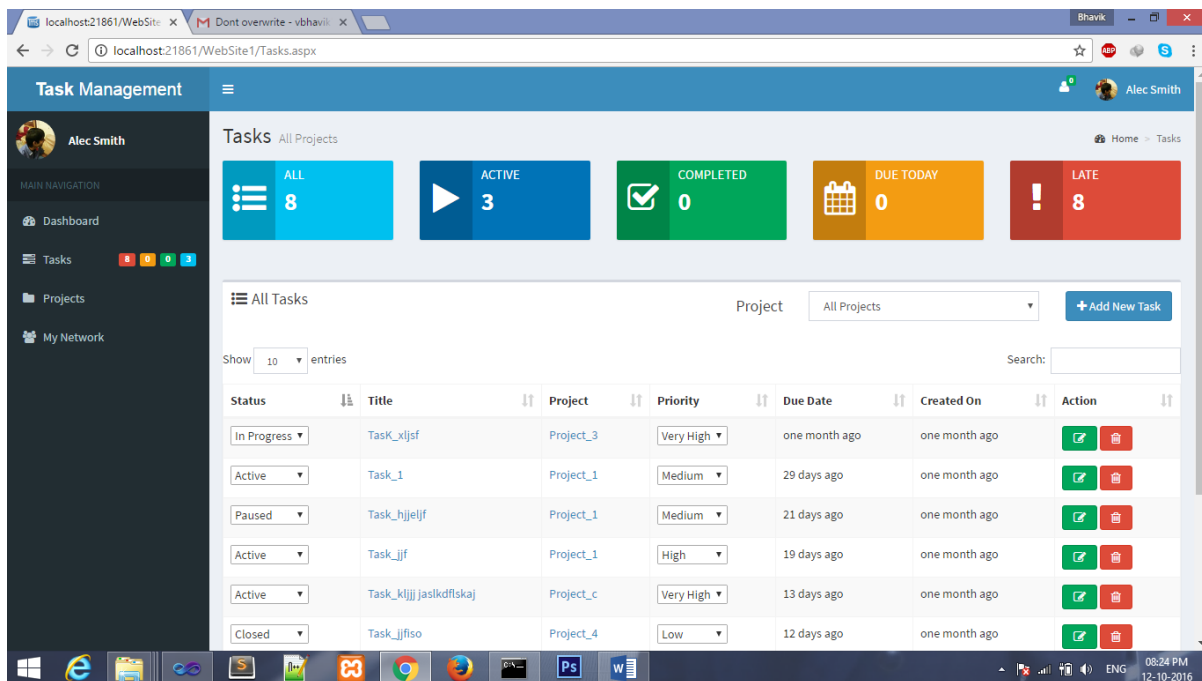 Bhavik
localhost:21861/WebSite
Dont overwrite - vbhavik
localhost:21861/WebSite1/Tasks.aspx
ABP
S
Task Management
0
Alec Smith
Alec Smith
Tasks All Projects
Home > Tasks
MAIN NAVIGATION
Dashboard
Tasks 8 0 0 3
Projects
My Network
ALL
8
ACTIVE
3
COMPLETED
0
DUE TODAY
0
LATE
8
All Tasks
Project All Projects
Add New Task
Show 10 entries
Search:
Status Title Project Priority Due Date Created On Action
In Progress TasK_xljsf Project_3 Very High one month ago one month ago
Active Task_1 Project_1 Medium 29 days ago one month ago
Paused Task_hjjeljf Project_1 Medium 21 days ago one month ago
Active Task_jjf Project_1 High 19 days ago one month ago
Active Task_kljjj jaslkdflskaj Project_c Very High 13 days ago one month ago
Closed Task_jjfiso Project_4 Low 12 days ago one month ago
S
Ps
W
ENG
08:24 PM
12-10-2016